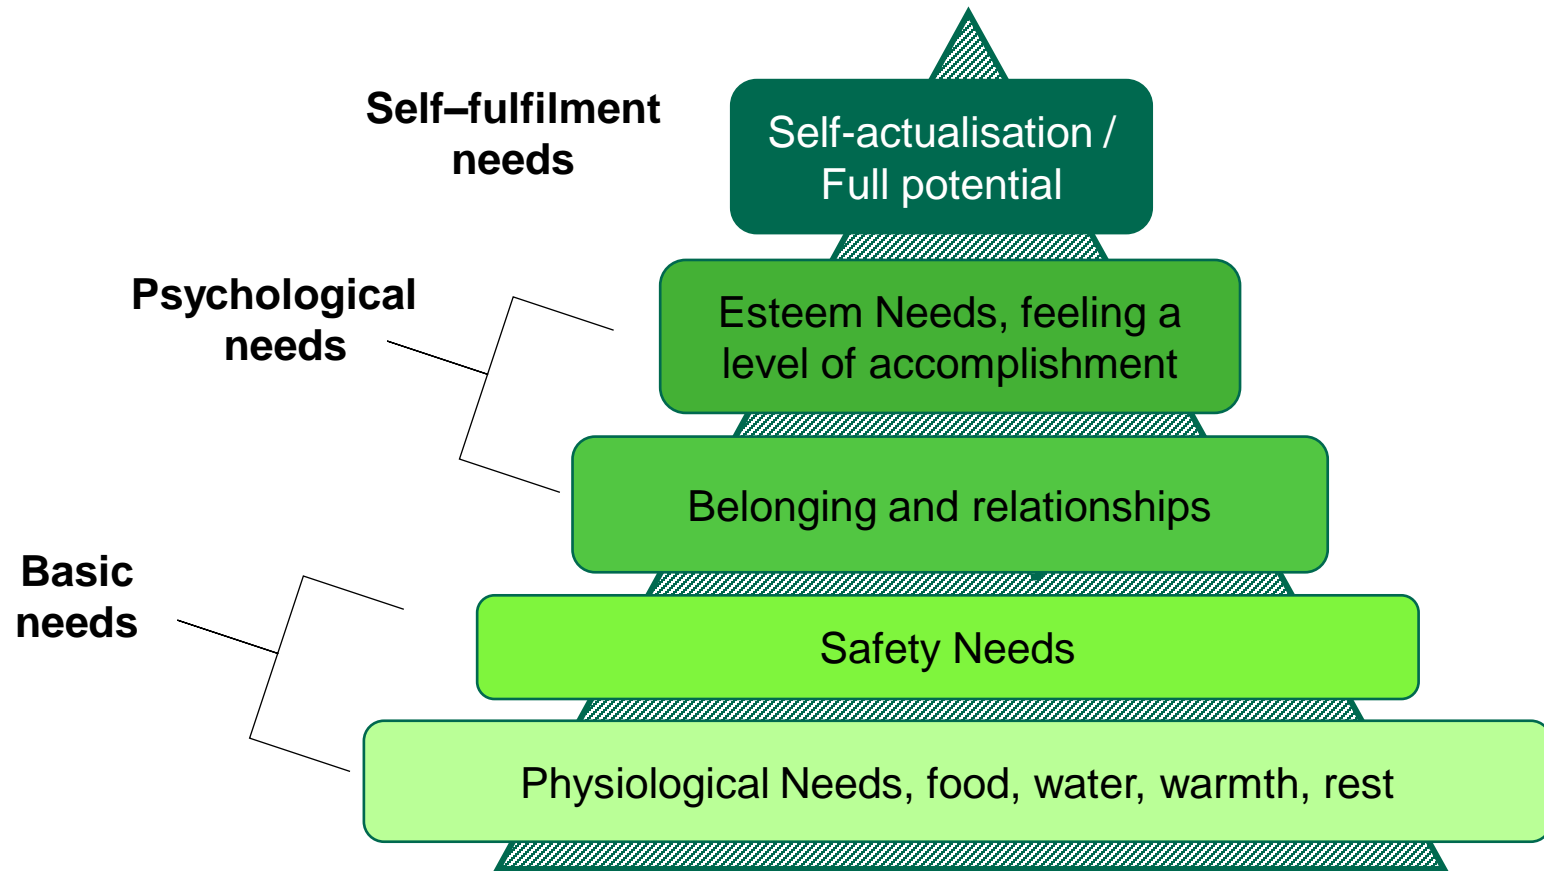 Self–fulfilment
needs
Self-actualisation /
Full potential
Psychological
needs
Esteem Needs, feeling a
level of accomplishment
Belonging and relationships
Basic
needs
Safety Needs
Physiological Needs, food, water, warmth, rest